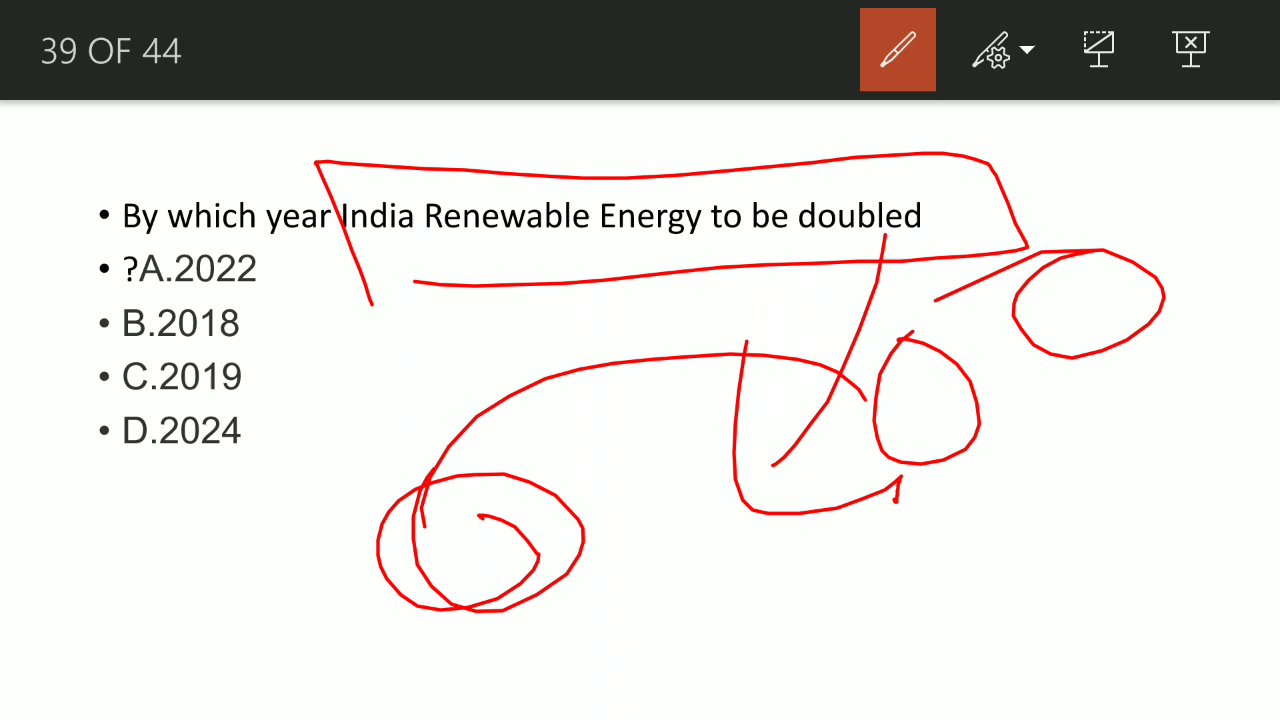 39 OF 44
• By which year India Renewable Energy to be doubled
• ?A.2022
• B.2018
• C.2019
• D.2024